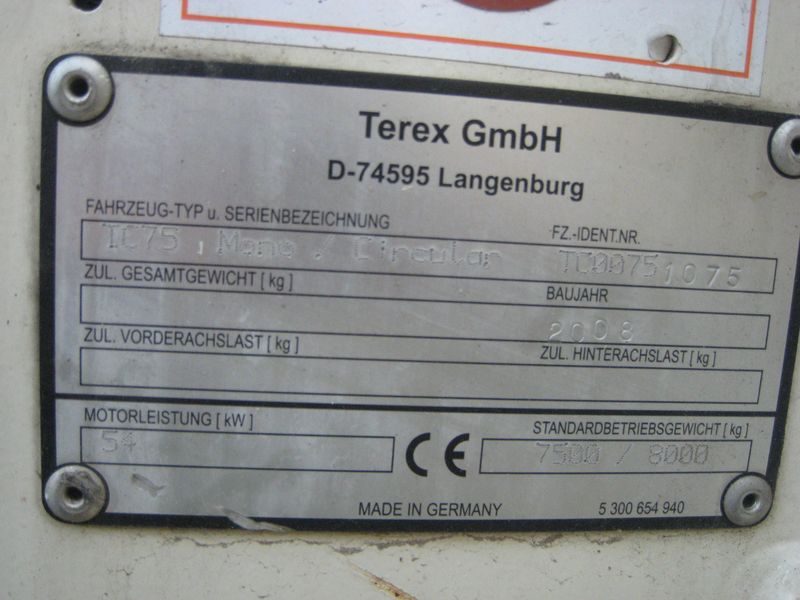 Terex GmbH
D-74595 Langenburg
FAHRZEUG-TYP u. SERIENBEZEICHNUNG FZ.-IDENT.NR.
TC75 Mono / Circular TC00751075
ZUL. GESAMTGEWICHT [ kg ] BAUJAHR
2008
ZUL. VORDERACHSLAST [ kg ] ZUL. HINTERACHSLAST [ kg ]
MOTORLEISTUNG [ kW ] STANDARDBETRIEBSGEWICHT [ kg ]
54 CE 7500 / 8000
MADE IN GERMANY 5 300 654 940